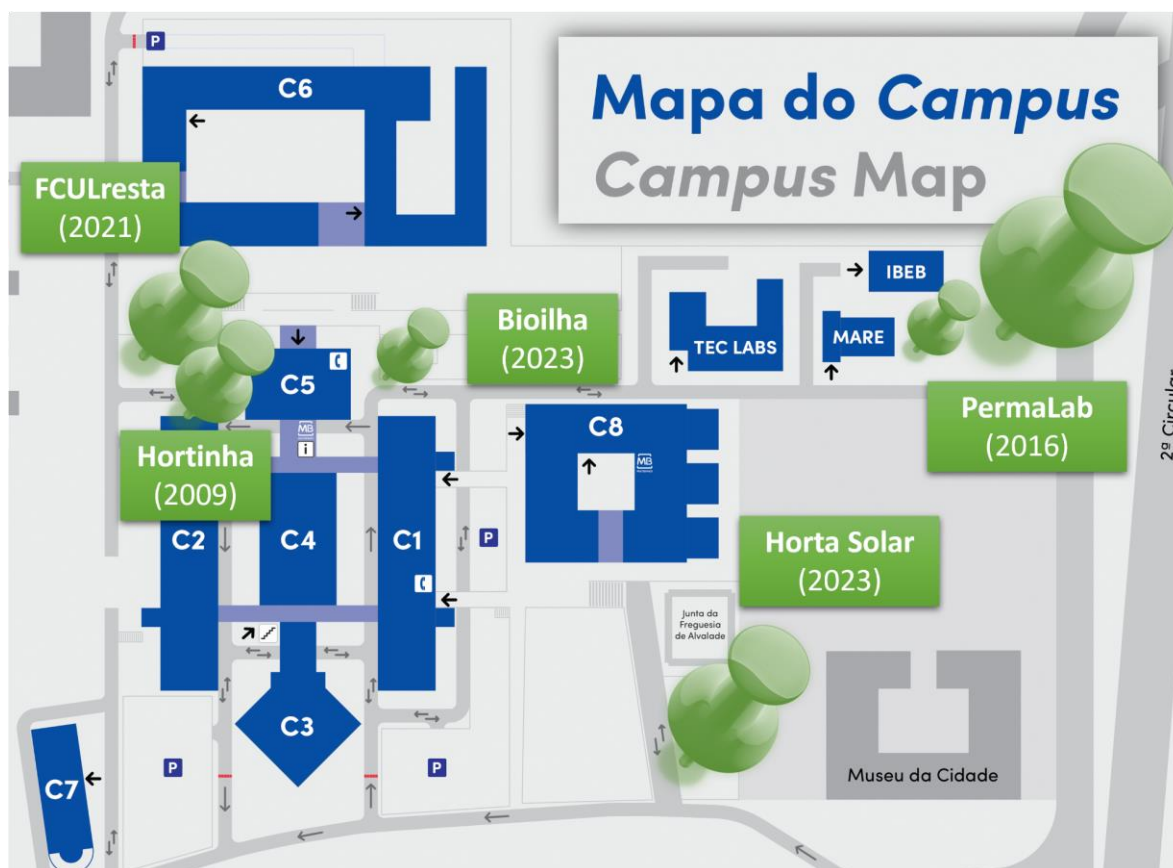 Mapa do Campus
Campus Map
P
C6
FCULresta
(2021)
IBEB
Bioilha
(2023)
TEC LABS
MARE
C5
PermaLab
(2016)
2ª Circular
MB
i
C8
MB
Hortinha
(2009)
C2
C4
C1
P
Horta Solar
(2023)
Junta da
Freguesia
de Alvalade
C3
C7
P
P
Museu da Cidade